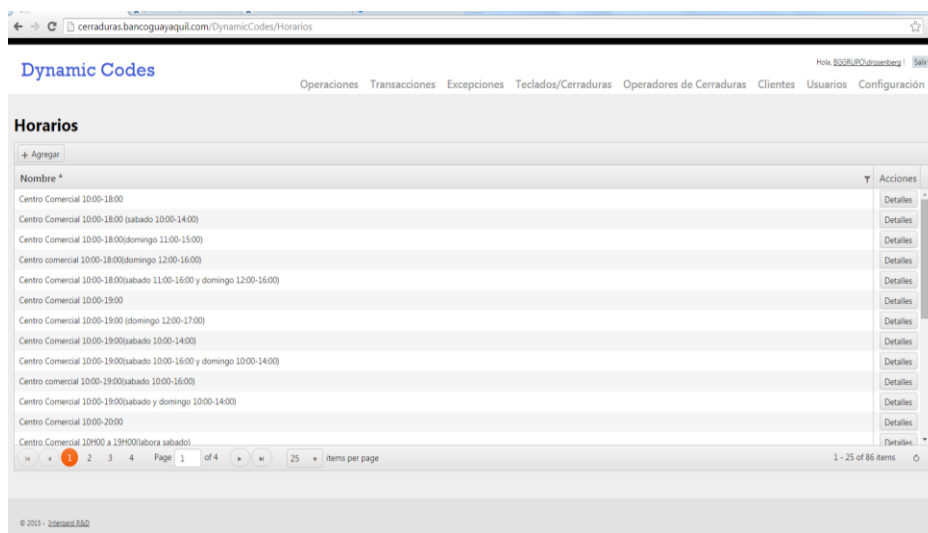 cerraduras.bancoguayaquil.com/DynamicCodes/Horarios
Hola, BGGRUPO\drosenberg ! Salir
Dynamic Codes
Operaciones Transacciones Excepciones Teclados/Cerraduras Operadores de Cerraduras Clientes Usuarios Configuración
Horarios
+ Agregar
Nombre Acciones
Centro Comercial 10:00-18:00 Detalles
Centro Comercial 10:00-18:00 (sabado 10:00-14:00) Detalles
Centro Comercial 10:00-18:00(domingo 11:00-15:00) Detalles
Centro comercial 10:00-18:00(domingo 12:00-16:00) Detalles
Centro Comercial 10:00-18:00(sabado 11:00-16:00 y domingo 12:00-16:00) Detalles
Centro Comercial 10:00-19:00 Detalles
Centro Comercial 10:00-19:00 (domingo 12:00-17:00) Detalles
Centro Comercial 10:00-19:00(sabado 10:00-14:00) Detalles
Centro Comercial 10:00-19:00(sabado 10:00-16:00 y domingo 10:00-14:00) Detalles
Centro comercial 10:00-19:00(sabado 10:00-16:00) Detalles
Centro Comercial 10:00-19:00(sabado y domingo 10:00-14:00) Detalles
Centro Comercial 10:00-20:00 Detalles
Centro Comercial 10H00 a 19H00(labora sabado) Detalles
1 2 3 4 Page 1 of 4 25 items per page 1 - 25 of 86 items
© 2015 - Intergard R&D